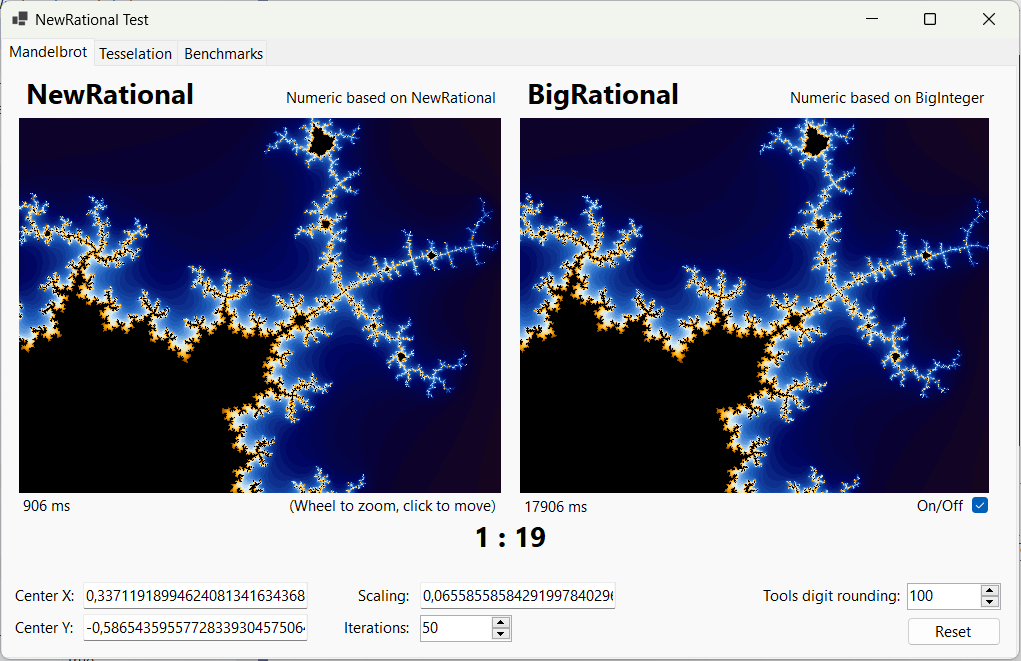 NewRational Test
Mandelbrot Tesselation Benchmarks
NewRational Numeric based on NewRational BigRational Numeric based on BigInteger
906 ms (Wheel to zoom, click to move) 17906 ms On/Off
1 : 19
Center X: 0,33711918994624081341634368 Scaling: 0,06558558584291997840296 Tools digit rounding: 100
Center Y: -0,5865435955772833930457506 Iterations: 50 Reset